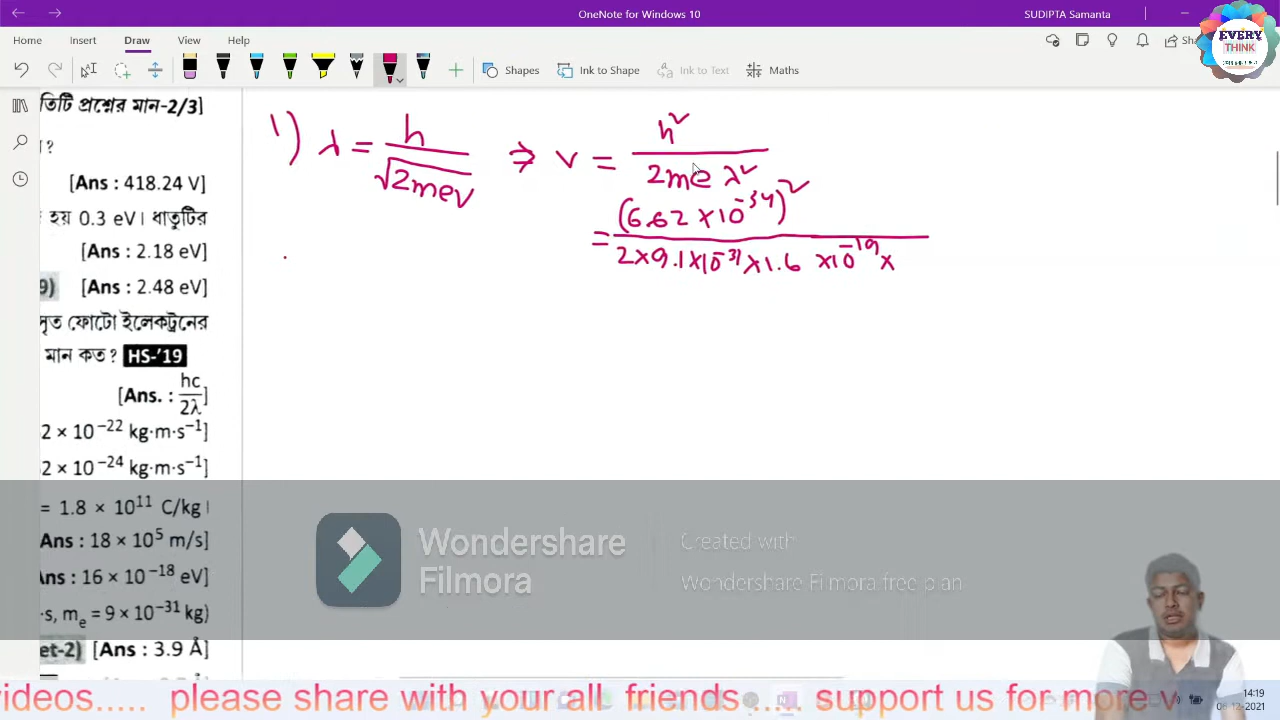 OneNote for Windows 10
SUDIPTA Samanta
EVERY
THINK
Home Insert Draw View Help
Shapes Ink to Shape Ink to Text Maths
তিটি প্রশ্নের মান-2/3]
?
[Ans : 418.24 V]
হয় 0.3 eV। ধাতুটির
[Ans : 2.18 eV]
9) [Ans : 2.48 eV]
সৃত ফোটো ইলেকট্রনের
মান কত? HS-'19
[Ans. : hc/2λ]
2 × 10⁻²² kg·m·s⁻¹]
2 × 10⁻²⁴ kg·m·s⁻¹]
= 1.8 × 10¹¹ C/kg
Ans : 18 × 10⁵ m/s]
Ans : 16 × 10⁻¹⁸ eV]
·s, mₑ = 9 × 10⁻³¹ kg)
et-2) [Ans : 3.9 Å]
1) λ = h/√2mev ⇒ v = h²/2meλ²
= (6.62 × 10⁻³⁴)²/2×9.1×10⁻³¹×1.6 ×10⁻¹⁹×
Wondershare
Filmora
Created with
Wondershare Filmora free plan
videos..... please share with your all friends ..... support us for more v
14:19